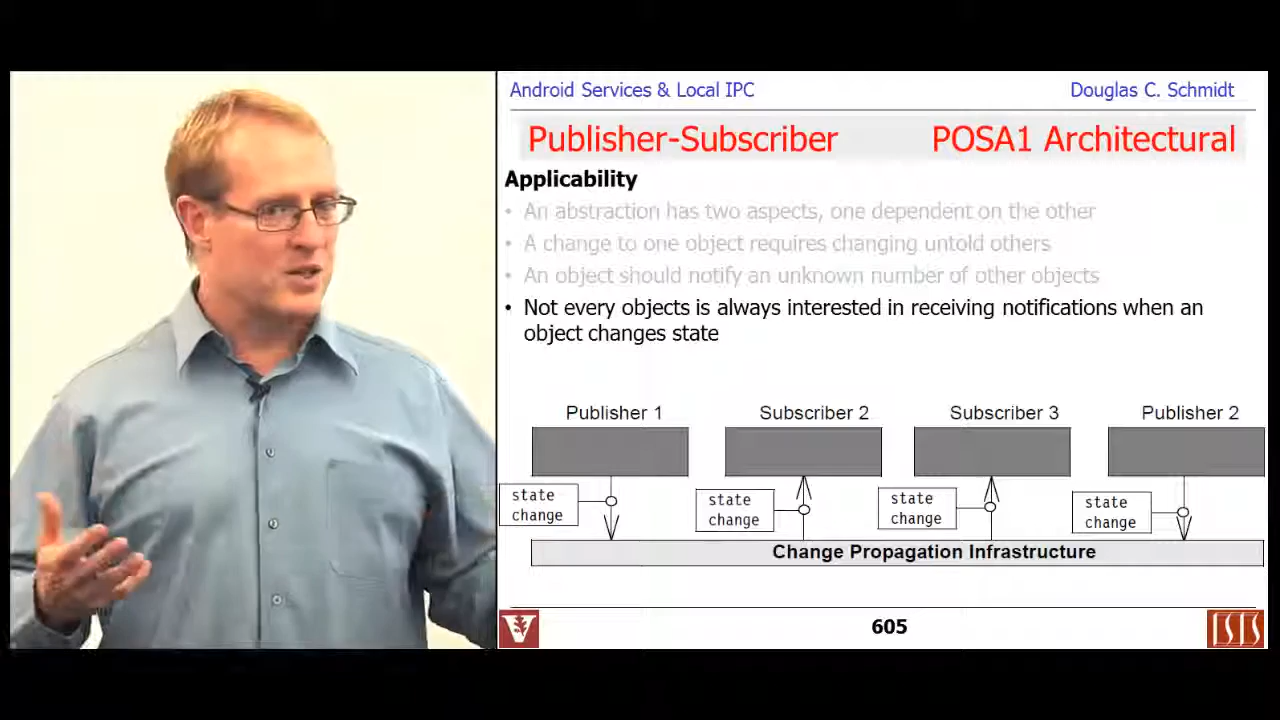 Android Services & Local IPC
Douglas C. Schmidt
Publisher-Subscriber
POSA1 Architectural
Applicability
• An abstraction has two aspects, one dependent on the other
• A change to one object requires changing untold others
• An object should notify an unknown number of other objects
• Not every objects is always interested in receiving notifications when an
object changes state
Publisher 1
Subscriber 2
Subscriber 3
Publisher 2
state
change
state
change
state
change
state
change
Change Propagation Infrastructure
V
605
ISIS